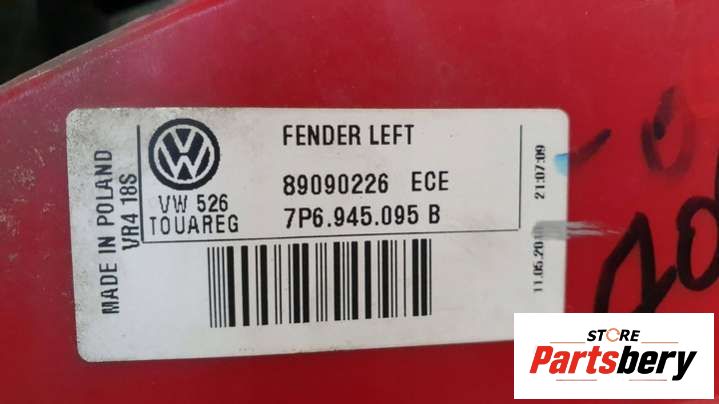 MADE IN POLAND
VR4 18S
VW 526
TOUAREG
FENDER LEFT
89090226 ECE
7P6.945.095 B
21:07:09
STORE
Partsbery